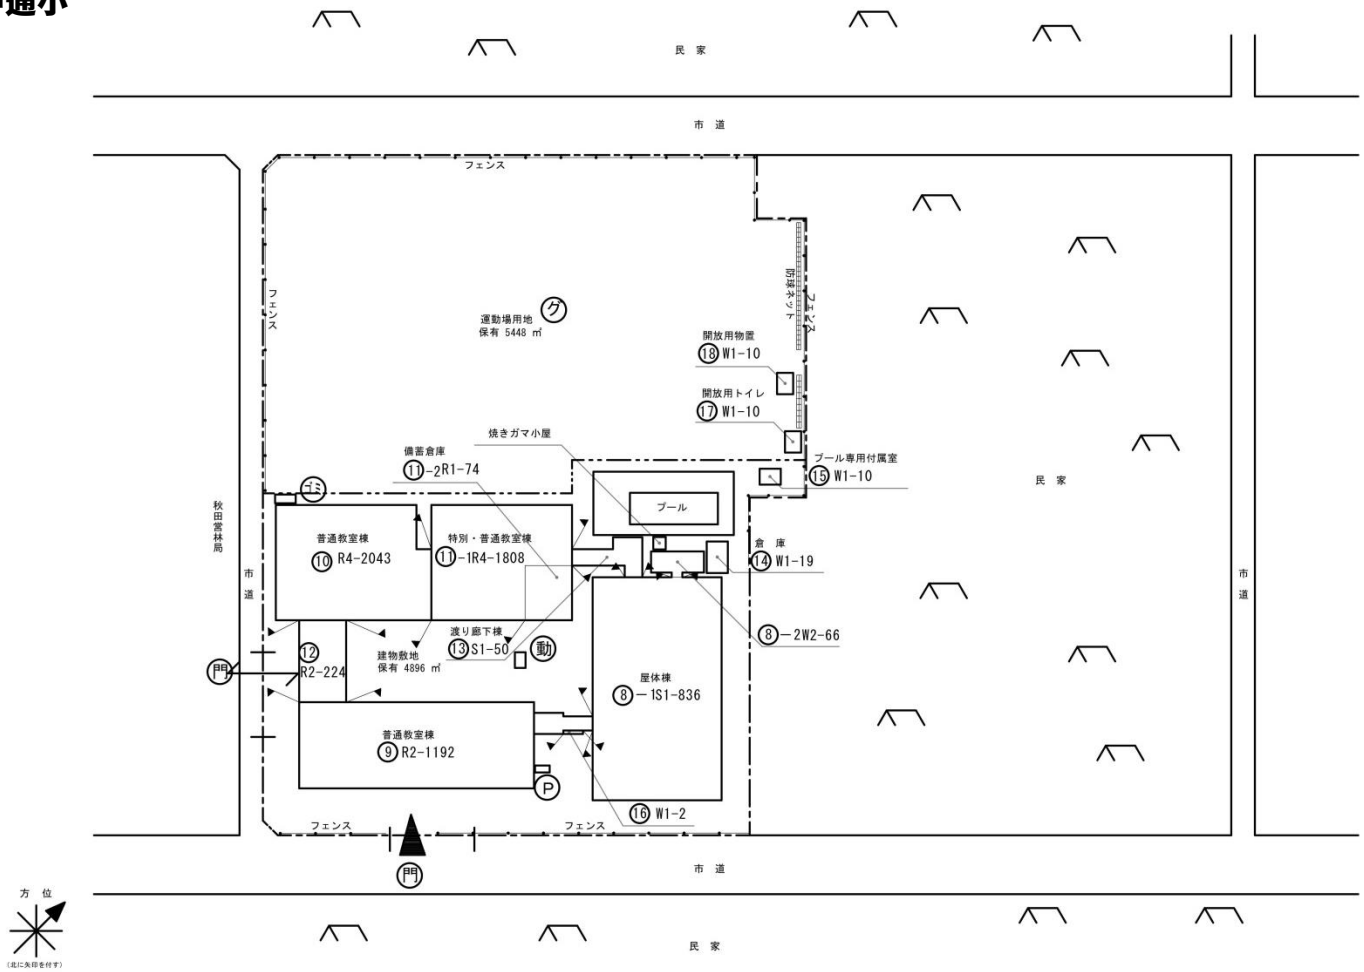 通小
民 家
市 道
フェンス
フェンス
防球ネット
フェンス
運動場用地
グ
保有 5448 ㎡
開放用物置
⑱ W1-10
開放用トイレ
⑰ W1-10
焼きガマ小屋
備蓄倉庫
⑪-2R1-74
プール専用付属室
⑮ W1-10
ゴミ
プール
民 家
秋田営林局
市道
市道
普通教室棟
⑩ R4-2043
特別・普通教室棟
⑪-1R4-1808
倉 庫
⑭ W1-19
渡り廊下棟
⑬ S1-50
動
⑧-2W2-66
建物敷地
保有 4896 ㎡
⑫
R2-224
門
屋体棟
⑧-1S1-836
普通教室棟
⑨ R2-1192
P
⑯ W1-2
フェンス
フェンス
門
市 道
方 位
(北に矢印を付す)
民 家